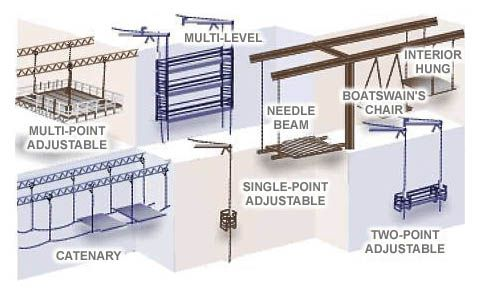 MULTI-LEVEL
INTERIOR
HUNG
BOATSWAIN'S
CHAIR
NEEDLE
BEAM
MULTI-POINT
ADJUSTABLE
SINGLE-POINT
ADJUSTABLE
TWO-POINT
ADJUSTABLE
CATENARY